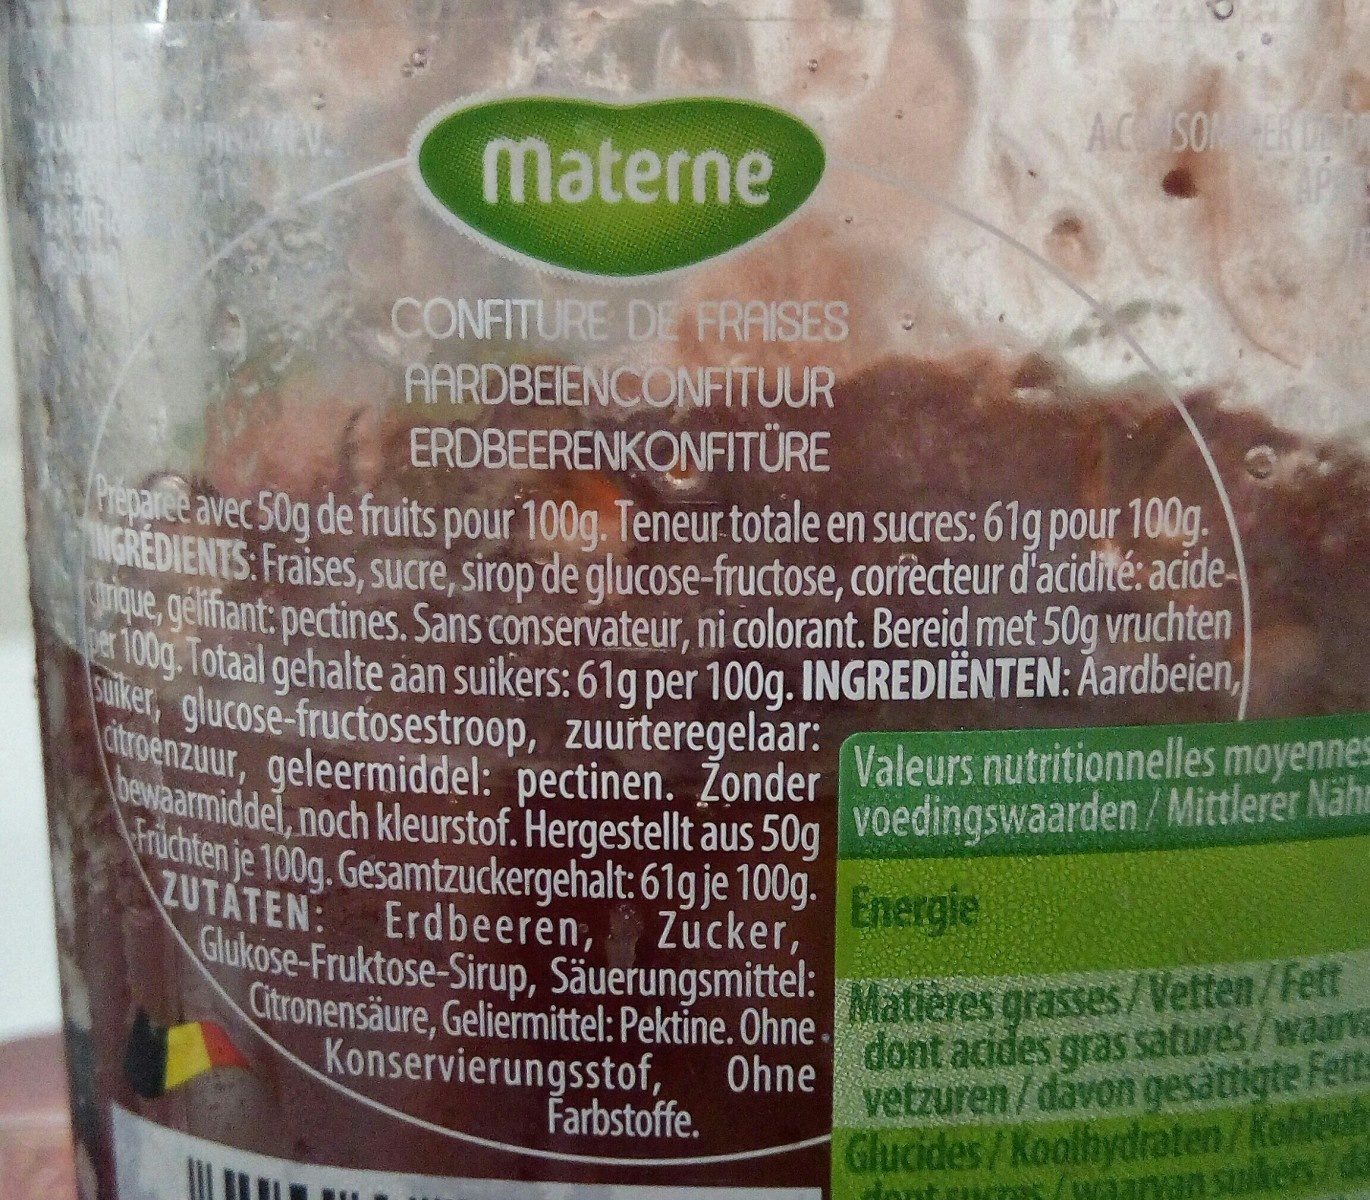 Materne
CONFITURE DE FRAISES
AARDBEIENCONFITUUR
ERDBEERENKONFITÜRE
Préparée avec 50g de fruits pour 100g. Teneur totale en sucres: 61g pour 100g.
INGRÉDIENTS: Fraises, sucre, sirop de glucose-fructose, correcteur d'acidité: acide
citrique, gélifiant: pectines. Sans conservateur, ni colorant. Bereid met 50g vruchten
per 100g. Totaal gehalte aan suikers: 61g per 100g. INGREDIËNTEN: Aardbeien,
suiker, glucose-fructosestroop, zuurteregelaar:
citroenzuur, geleermiddel: pectinen. Zonder
bewaarmiddel, noch kleurstof. Hergestellt aus 50g
Früchten je 100g. Gesamtzuckergehalt: 61g je 100g.
ZUTATEN: Erdbeeren, Zucker,
Glukose-Fruktose-Sirup, Säuerungsmittel:
Citronensäure, Geliermittel: Pektine. Ohne
Konservierungsstof, Ohne
Farbstoffe.
Valeurs nutritionnelles moyennes
voedingswaarden / Mittlerer
Energie
Matières grasses / Vetten / Fett
dont acides gras saturés /
vetzuren / davon gesättigte
Glucides / Koolhydraten /
dont sucres / waarvan suikers /